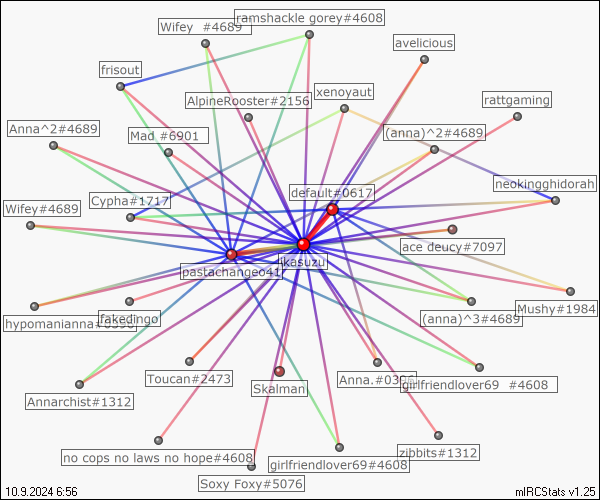 Wifey #4689
ramshackle gorey#4608
avelicious
frisout
AlpineRooster#2156
xenoyaut
rattgaming
Anna^2#4689
Mad #6901
(anna)^2#4689
default#0617
neokingghidorah
Cypha#1717
Wifey#4689
ace deucy#7097
ikasuzu
pastachangeo41
Mushy#1984
hypomanianna#
fakedingo
(anna)^3#4689
Toucan#2473
Skalman
Anna.#0396
girlfriendlover69 #4608
Annarchist#1312
no cops no laws no hope#4608
girlfriendlover69#4608
zibbits#1312
Soxy Foxy#5076
10.9.2024 6:56
mIRCStats v1.25